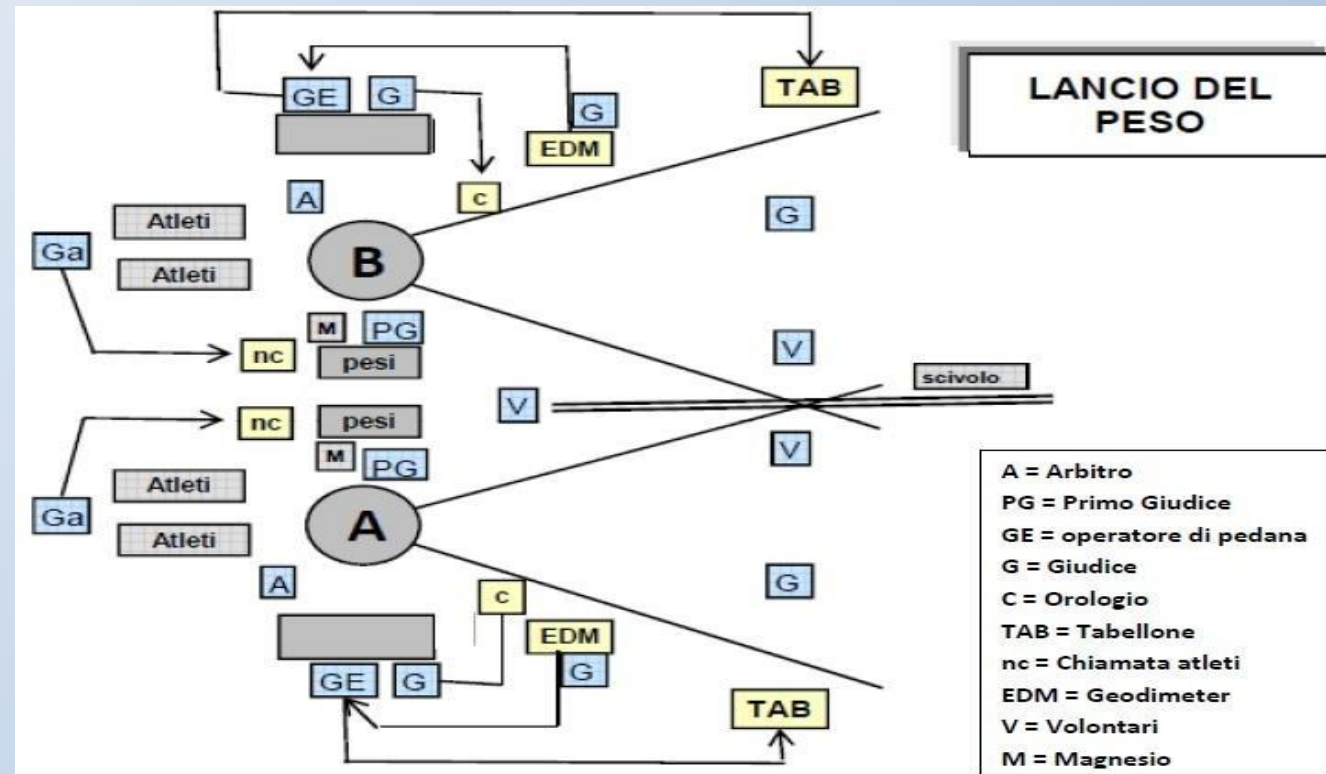 LANCIO DEL
PESO
TAB
GE
G
G
EDM
A
c
G
Atleti
Ga
B
Atleti
M
PG
nc
pesi
V
scivolo
V
nc
pesi
M
PG
V
Atleti
Ga
A
Atleti
A
c
G
EDM
GE
G
G
TAB
A = Arbitro
PG = Primo Giudice
GE = operatore di pedana
G = Giudice
C = Orologio
TAB = Tabellone
nc = Chiamata atleti
EDM = Geodimeter
V = Volontari
M = Magnesio